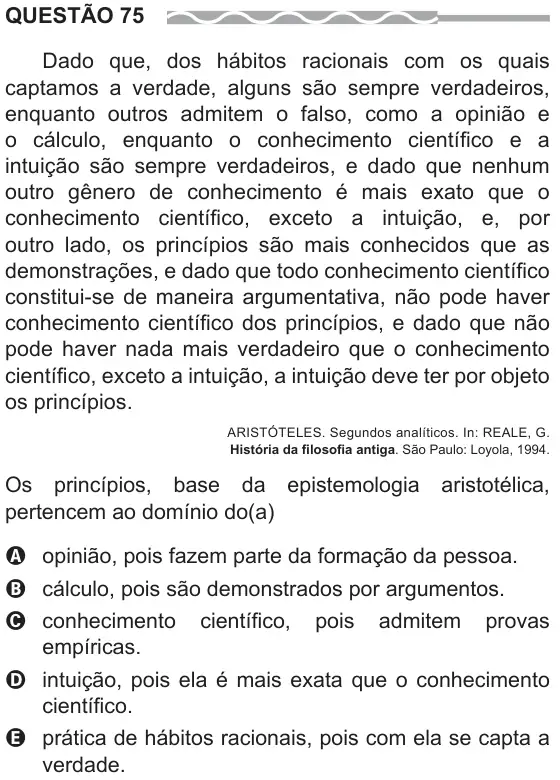 QUESTÃO 75
Dado que, dos hábitos racionais com os quais
captamos a verdade, alguns são sempre verdadeiros,
enquanto outros admitem o falso, como a opinião e
o cálculo, enquanto o conhecimento científico e a
intuição são sempre verdadeiros, e dado que nenhum
outro gênero de conhecimento é mais exato que o
conhecimento científico, exceto a intuição, e, por
outro lado, os princípios são mais conhecidos que as
demonstrações, e dado que todo conhecimento científico
constitui-se de maneira argumentativa, não pode haver
conhecimento científico dos princípios, e dado que não
pode haver nada mais verdadeiro que o conhecimento
científico, exceto a intuição, a intuição deve ter por objeto
os princípios.
ARISTÓTELES. Segundos analíticos. In: REALE, G.
História da filosofia antiga. São Paulo: Loyola, 1994.
Os princípios, base da epistemologia aristotélica,
pertencem ao domínio do(a)
A opinião, pois fazem parte da formação da pessoa.
B cálculo, pois são demonstrados por argumentos.
C conhecimento científico, pois admitem provas
empíricas.
D intuição, pois ela é mais exata que o conhecimento
científico.
E prática de hábitos racionais, pois com ela se capta a
verdade.